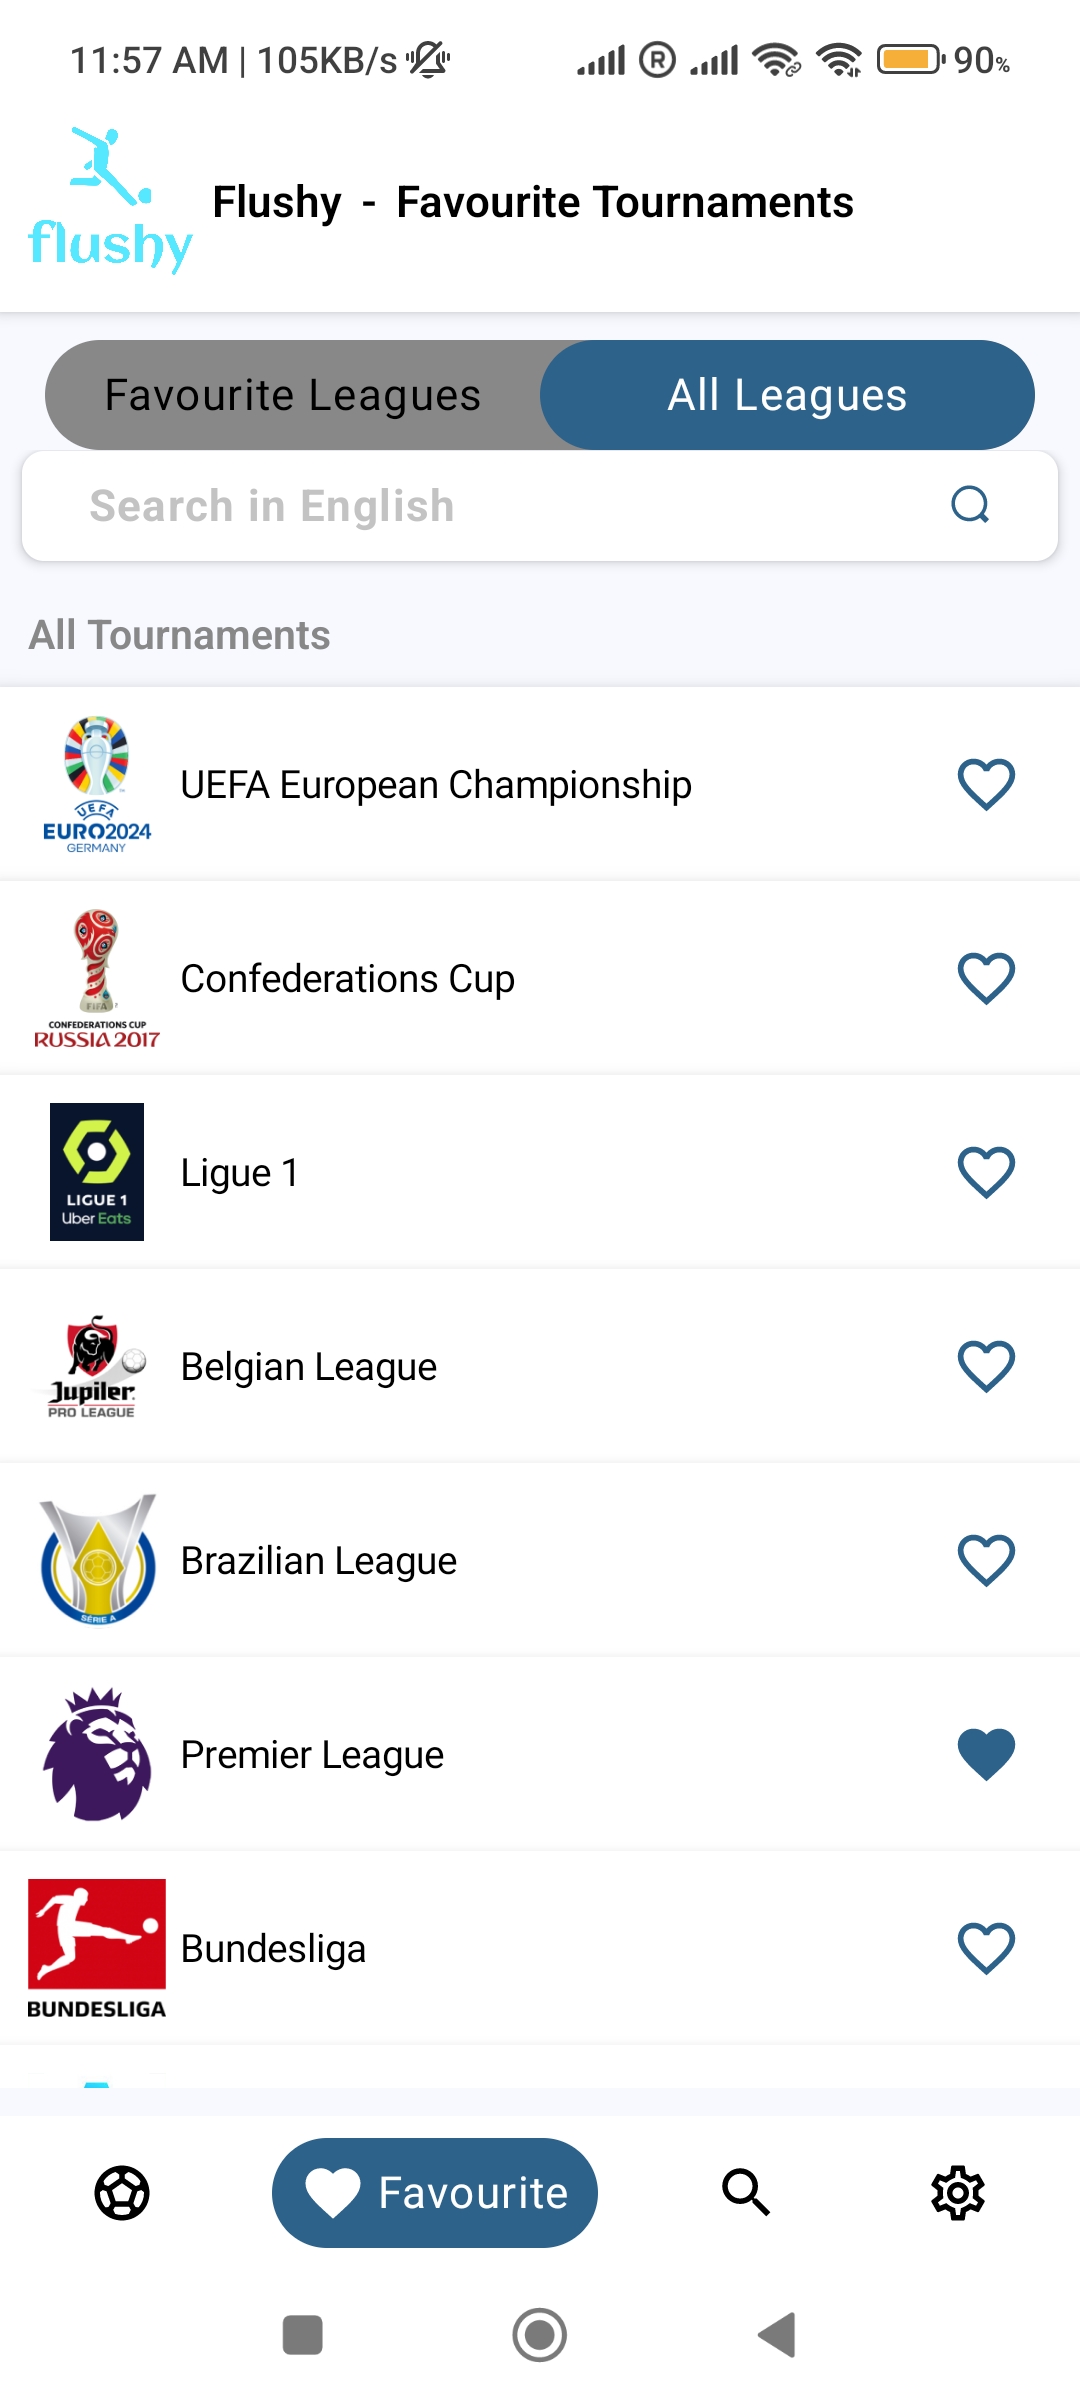 11:57 AM | 105KB/s
R
90%
flushy
Flushy - Favourite Tournaments
Favourite Leagues
All Leagues
Search in English
All Tournaments
UEFA
EURO2024
GERMANY
UEFA European Championship
FIFA
CONFEDERATIONS CUP
RUSSIA 2017
Confederations Cup
LIGUE 1
Uber Eats
Ligue 1
Jupiler
PRO LEAGUE
Belgian League
SÉRIE A
Brazilian League
Premier League
BUNDESLIGA
Bundesliga
Favourite